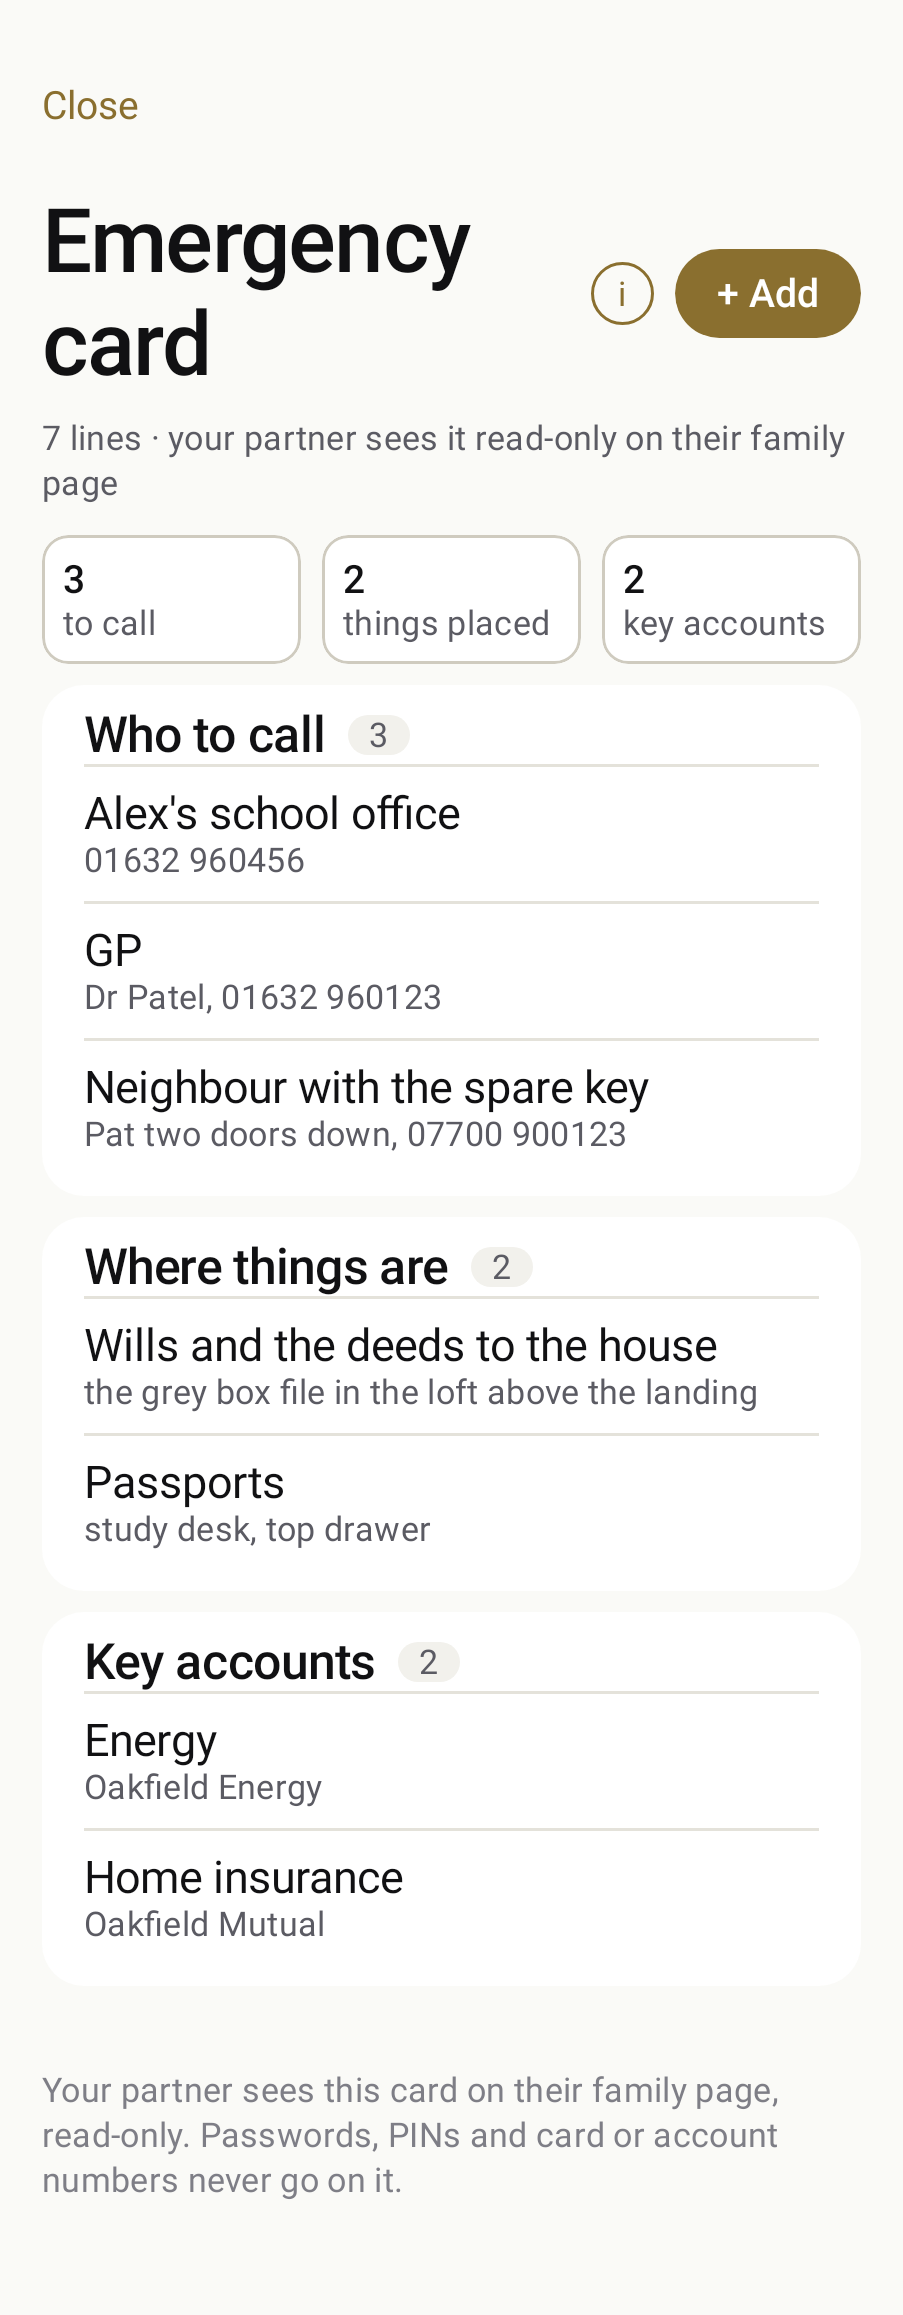 Close
Emergency
card
i
+ Add
7 lines · your partner sees it read-only on their family
page
3
to call
2
things placed
2
key accounts
Who to call 3
Alex's school office
01632 960456
GP
Dr Patel, 01632 960123
Neighbour with the spare key
Pat two doors down, 07700 900123
Where things are 2
Wills and the deeds to the house
the grey box file in the loft above the landing
Passports
study desk, top drawer
Key accounts 2
Energy
Oakfield Energy
Home insurance
Oakfield Mutual
Your partner sees this card on their family page,
read-only. Passwords, PINs and card or account
numbers never go on it.